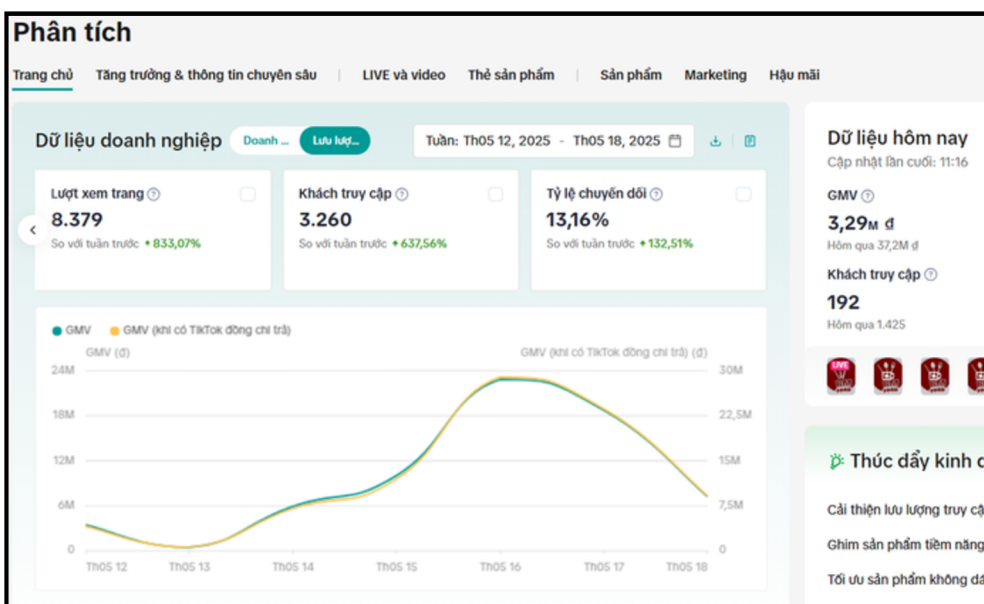 Phân tích
Trang chủ Tăng trưởng & thông tin chuyên sâu | LIVE và video Thẻ sản phẩm | Sản phẩm Marketing Hậu mãi
Dữ liệu doanh nghiệp Doanh ... Lưu lượ... Tuần: Th05 12, 2025 - Th05 18, 2025
Lượt xem trang
8.379
So với tuần trước +833,07%
Khách truy cập
3.260
So với tuần trước +637,56%
Tỷ lệ chuyển đổi
13,16%
So với tuần trước +132,51%
GMV GMV (khi có TikTok đồng chi trả)
GMV (đ) GMV (khi có TikTok đồng chi trả) (đ)
24M 30M
18M 22,5M
12M 15M
6M 7,5M
0 0
Th05 12 Th05 13 Th05 14 Th05 15 Th05 16 Th05 17 Th05 18
Dữ liệu hôm nay
Cập nhật lần cuối: 11:16
GMV
3,29M ₫
Hôm qua 37,2M ₫
Khách truy cập
192
Hôm qua 1.425
LIVE
Thúc đẩy kinh
Cải thiện lưu lượng truy
Ghim sản phẩm tiềm năng
Tối ưu sản phẩm không